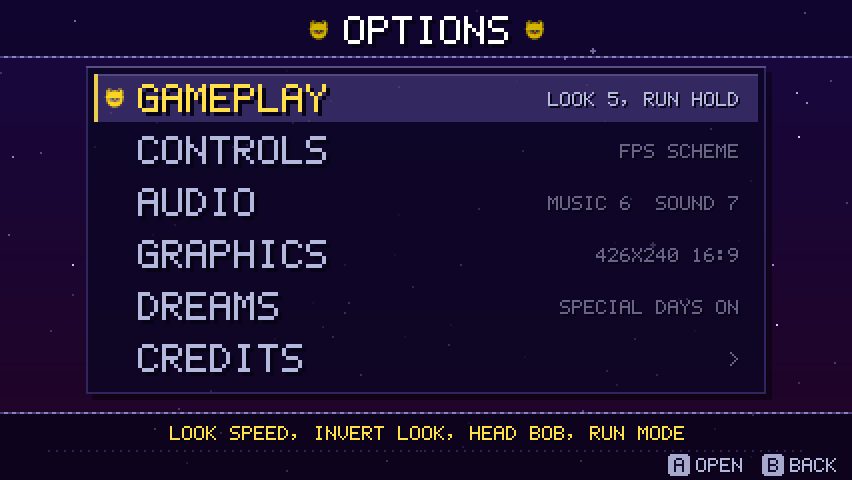 OPTIONS
GAMEPLAY LOOK 5, RUN HOLD
CONTROLS FPS SCHEME
AUDIO MUSIC 6 SOUND 7
GRAPHICS 426X240 16:9
DREAMS SPECIAL DAYS ON
CREDITS >
LOOK SPEED, INVERT LOOK, HEAD BOB, RUN MODE
A OPEN B BACK